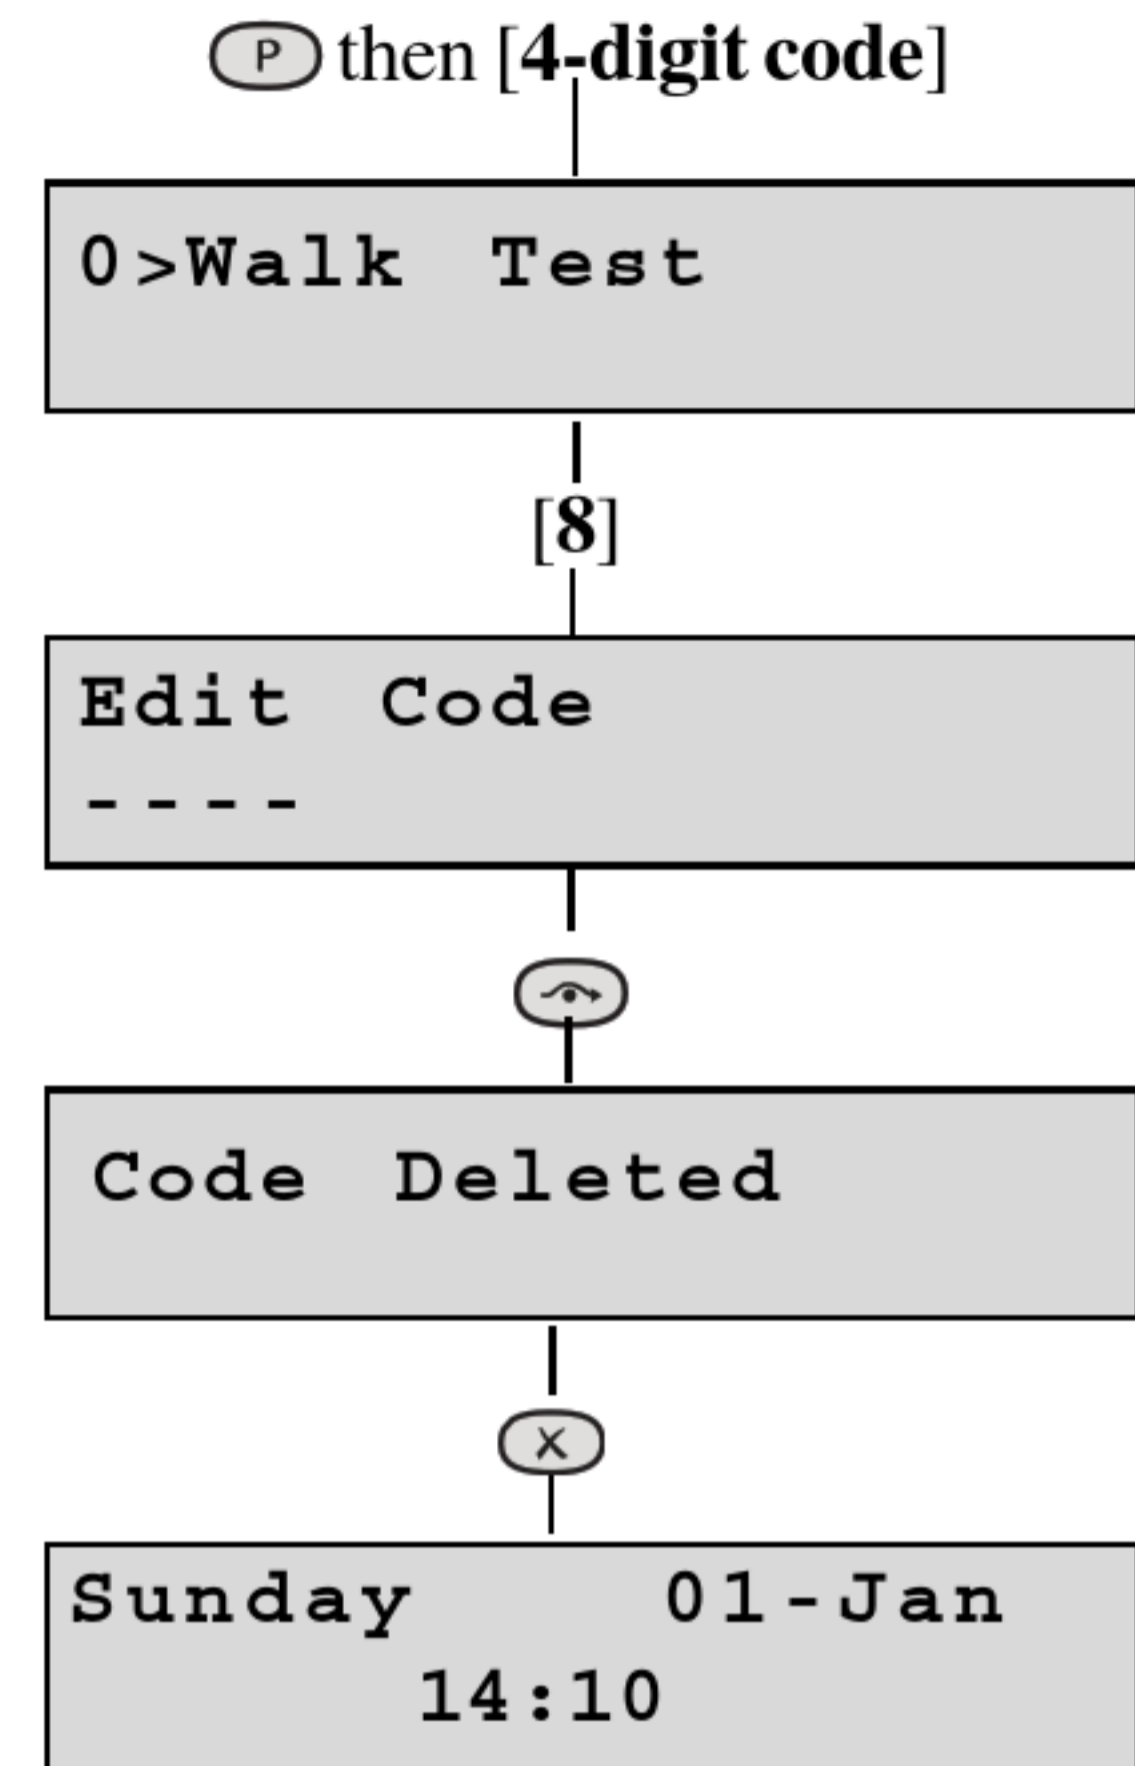 P then [4-digit code]
0>Walk Test
[8]
Edit Code
----
Code Deleted
X
Sunday 01-Jan
14:10